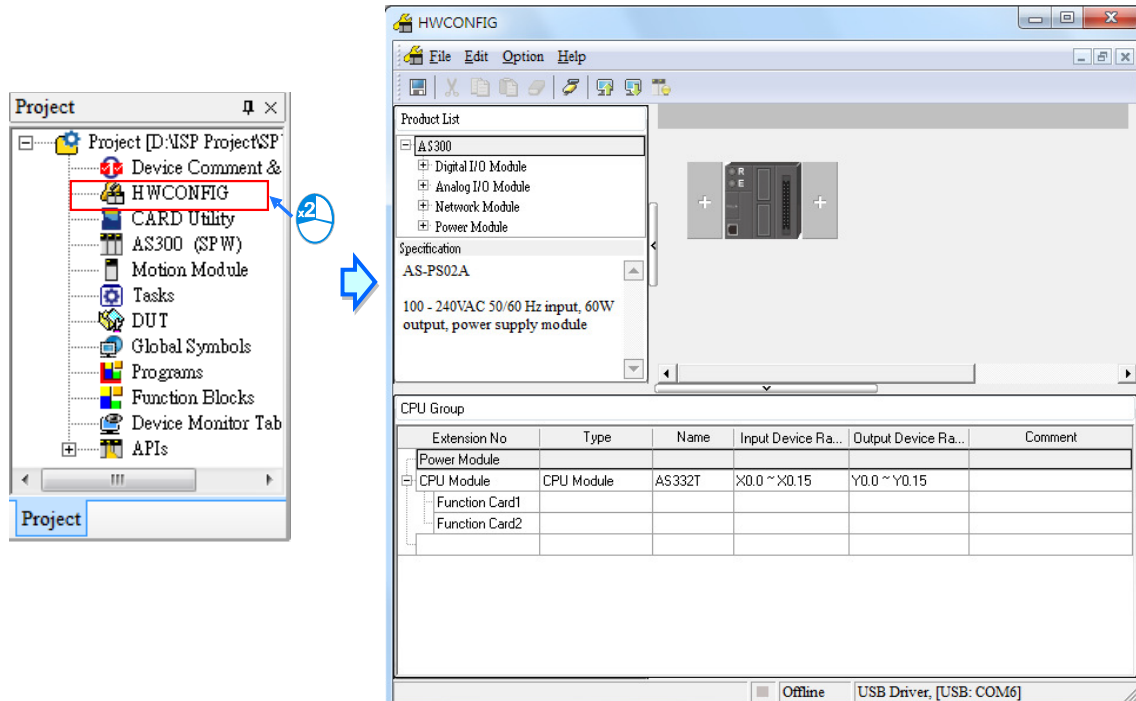 Project
Project [D:\ISP Project\SP
Device Comment &
HWCONFIG
CARD Utility
AS300 (SPW)
Motion Module
Tasks
DUT
Global Symbols
Programs
Function Blocks
Device Monitor Tab
APIs
Project
x2
HWCONFIG
File Edit Option Help
Product List
AS300
Digital I/O Module
Analog I/O Module
Network Module
Power Module
Specification
AS-PS02A
100 - 240VAC 50/60 Hz input, 60W
output, power supply module
R
E
CPU Group
Extension No Type Name Input Device Ra... Output Device Ra... Comment
Power Module
CPU Module CPU Module AS332T X0.0 ~ X0.15 Y0.0 ~ Y0.15
Function Card1
Function Card2
Offline USB Driver, [USB: COM6]